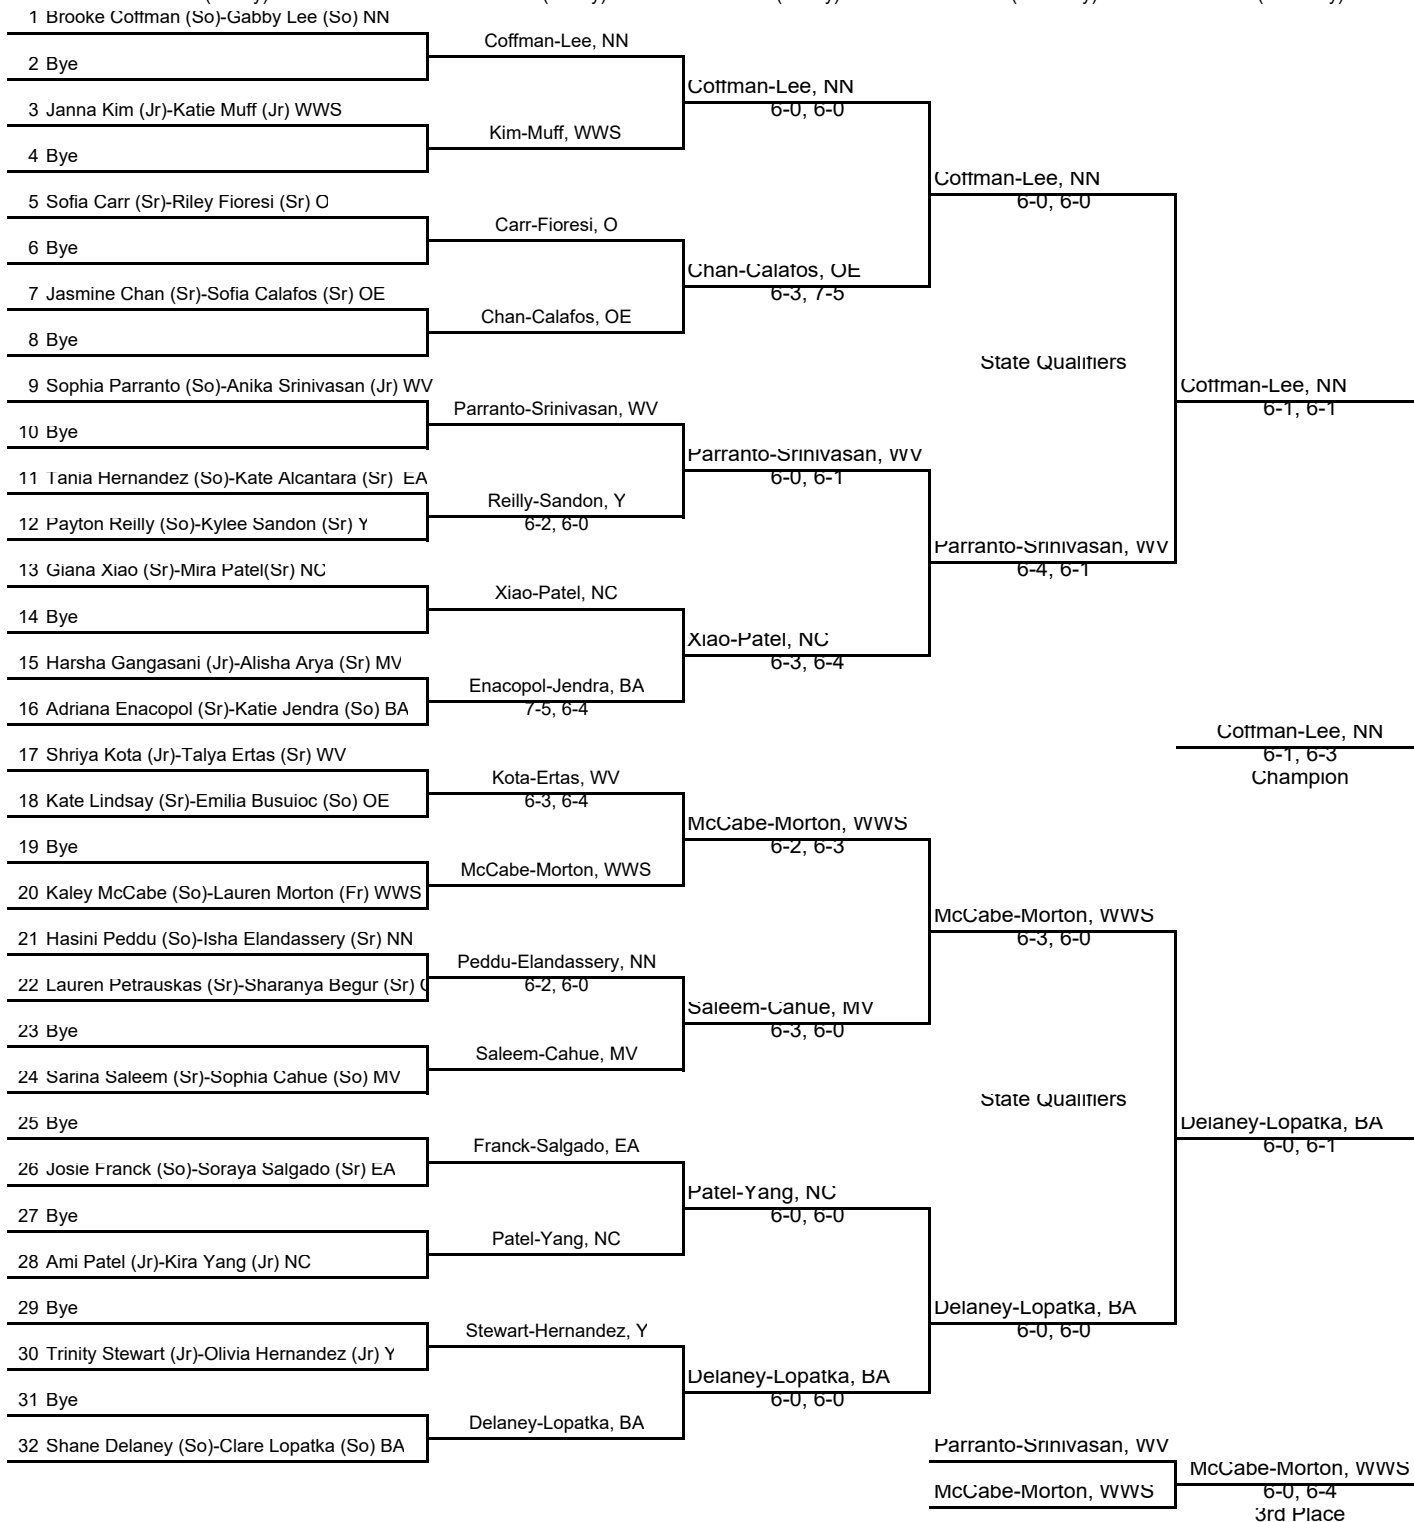 1 Brooke Coffman (So)-Gabby Lee (So) NN
2 Bye
3 Janna Kim (Jr)-Katie Muff (Jr) WWS
4 Bye
5 Sofia Carr (Sr)-Riley Fioresi (Sr) O
6 Bye
7 Jasmine Chan (Sr)-Sofia Calafos (Sr) OE
8 Bye
9 Sophia Parranto (So)-Anika Srinivasan (Jr) WV
10 Bye
11 Tania Hernandez (So)-Kate Alcantara (Sr) EA
12 Payton Reilly (So)-Kylee Sandon (Sr) Y
13 Giana Xiao (Sr)-Mira Patel(Sr) NC
14 Bye
15 Harsha Gangasani (Jr)-Alisha Arya (Sr) MV
16 Adriana Enacopol (Sr)-Katie Jendra (So) BA
17 Shriya Kota (Jr)-Talya Ertas (Sr) WV
18 Kate Lindsay (Sr)-Emilia Busuioc (So) OE
19 Bye
20 Kaley McCabe (So)-Lauren Morton (Fr) WWS
21 Hasini Peddu (So)-Isha Elandassery (Sr) NN
22 Lauren Petrauskas (Sr)-Sharanya Begur (Sr)
23 Bye
24 Sarina Saleem (Sr)-Sophia Cahue (So) MV
25 Bye
26 Josie Franck (So)-Soraya Salgado (Sr) EA
27 Bye
28 Ami Patel (Jr)-Kira Yang (Jr) NC
29 Bye
30 Trinity Stewart (Jr)-Olivia Hernandez (Jr) Y
31 Bye
32 Shane Delaney (So)-Clare Lopatka (So) BA
Coffman-Lee, NN
Kim-Muff, WWS
Carr-Fioresi, O
Chan-Calafos, OE
Parranto-Srinivasan, WV
Reilly-Sandon, Y
6-2, 6-0
Xiao-Patel, NC
Enacopol-Jendra, BA
7-5, 6-4
Kota-Ertas, WV
6-3, 6-4
McCabe-Morton, WWS
Peddu-Elandassery, NN
6-2, 6-0
Saleem-Cahue, MV
Franck-Salgado, EA
Patel-Yang, NC
Stewart-Hernandez, Y
Delaney-Lopatka, BA
Coffman-Lee, NN
6-0, 6-0
Chan-Calafos, OE
6-3, 7-5
Parranto-Srinivasan, WV
6-0, 6-1
Xiao-Patel, NC
6-3, 6-4
McCabe-Morton, WWS
6-2, 6-3
Saleem-Cahue, MV
6-3, 6-0
Patel-Yang, NC
6-0, 6-0
Delaney-Lopatka, BA
6-0, 6-0
Coffman-Lee, NN
6-0, 6-0
State Qualifiers
Parranto-Srinivasan, WV
6-4, 6-1
McCabe-Morton, WWS
6-3, 6-0
State Qualifiers
Delaney-Lopatka, BA
6-0, 6-0
Parranto-Srinivasan, WV
McCabe-Morton, WWS
Coffman-Lee, NN
6-1, 6-1
Coffman-Lee, NN
6-1, 6-3
Champion
Delaney-Lopatka, BA
6-0, 6-1
McCabe-Morton, WWS
6-0, 6-4
3rd Place